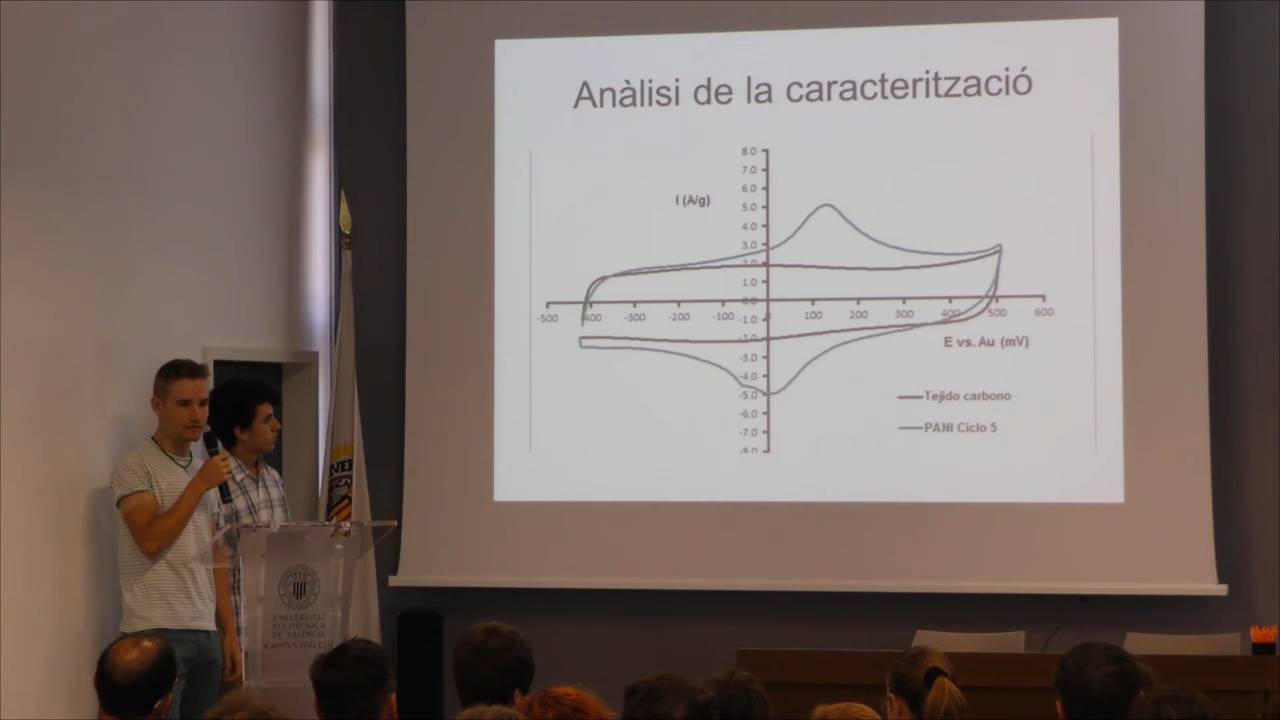 Anàlisi de la caracterització
8.0
7.0
6.0
I (A/g)
5.0
4.0
3.0
2.0
1.0
0.0
-500 -400 -300 -200 -100 0 100 200 300 400 500 600
-1.0
-2.0
E vs. Au (mV)
-3.0
-4.0
-5.0
-6.0
-7.0
-8.0
Tejido carbono
PANI Ciclo 5
UNIVERSITAT
POLITÈCNICA
DE VALÈNCIA
CAMPUS D'ALCOI